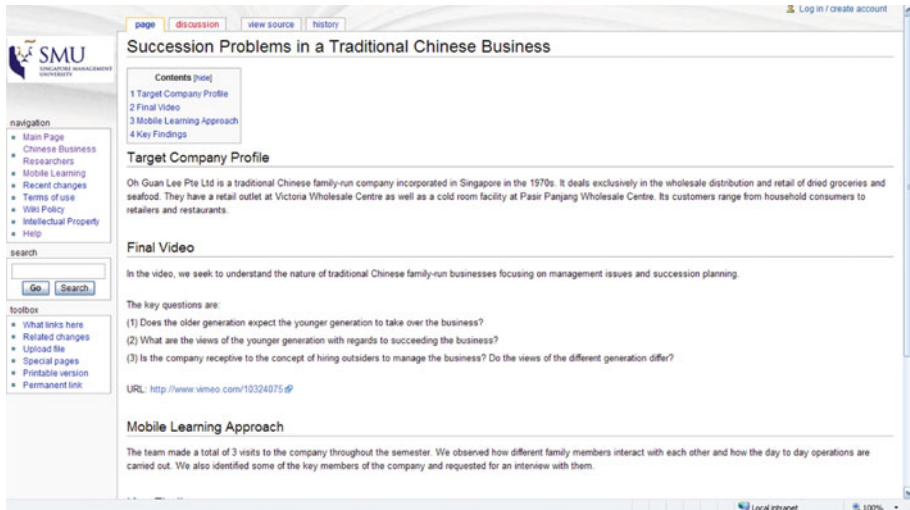 Log in / create account
page discussion view source history
SMU
SINGAPORE MANAGEMENT
UNIVERSITY
Succession Problems in a Traditional Chinese Business
Contents [hide]
1 Target Company Profile
2 Final Video
3 Mobile Learning Approach
4 Key Findings
navigation
Main Page
Chinese Business
Researchers
Mobile Learning
Recent changes
Terms of use
Wiki Policy
Intellectual Property
Help
search
Go Search
toolbox
What links here
Related changes
Upload file
Special pages
Printable version
Permanent link
Target Company Profile
Oh Guan Lee Pte Ltd is a traditional Chinese family-run company incorporated in Singapore in the 1970s. It deals exclusively in the wholesale distribution and retail of dried groceries and
seafood. They have a retail outlet at Victoria Wholesale Centre as well as a cold room facility at Pasir Panjang Wholesale Centre. Its customers range from household consumers to
retailers and restaurants.
Final Video
In the video, we seek to understand the nature of traditional Chinese family-run businesses focusing on management issues and succession planning.
The key questions are:
(1) Does the older generation expect the younger generation to take over the business?
(2) What are the views of the younger generation with regards to succeeding the business?
(3) Is the company receptive to the concept of hiring outsiders to manage the business? Do the views of the different generation differ?
URL: http://www.vimeo.com/10324075
Mobile Learning Approach
The team made a total of 3 visits to the company throughout the semester. We observed how different family members interact with each other and how the day to day operations are
carried out. We also identified some of the key members of the company and requested for an interview with them.
Local intranet
100%